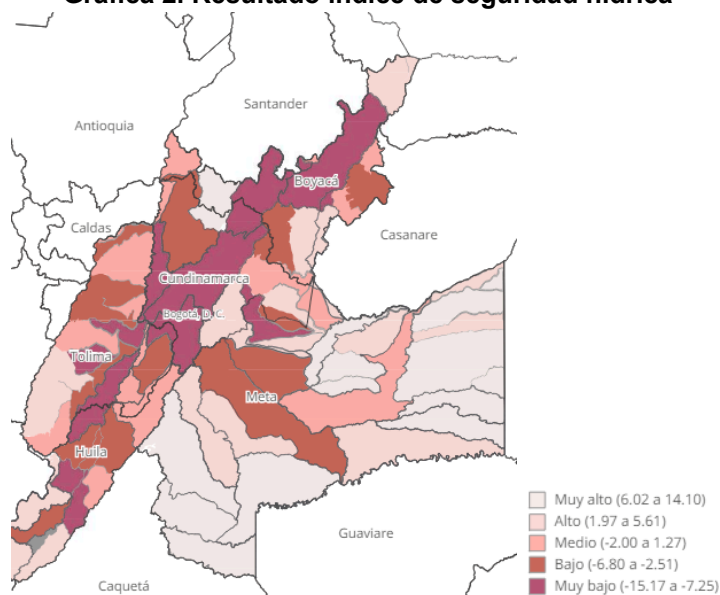 Gráfica 2. Resultado índice de seguridad hídrica
Santander
Antioquia
Boyacá
Caldas
Casanare
Cundinamarca
Bogotá, D. C.
Tolima
Meta
Huila
Guaviare
Caquetá
Muy alto (6.02 a 14.10)
Alto (1.97 a 5.61)
Medio (-2.00 a 1.27)
Bajo (-6.80 a -2.51)
Muy bajo (-15.17 a -7.25)